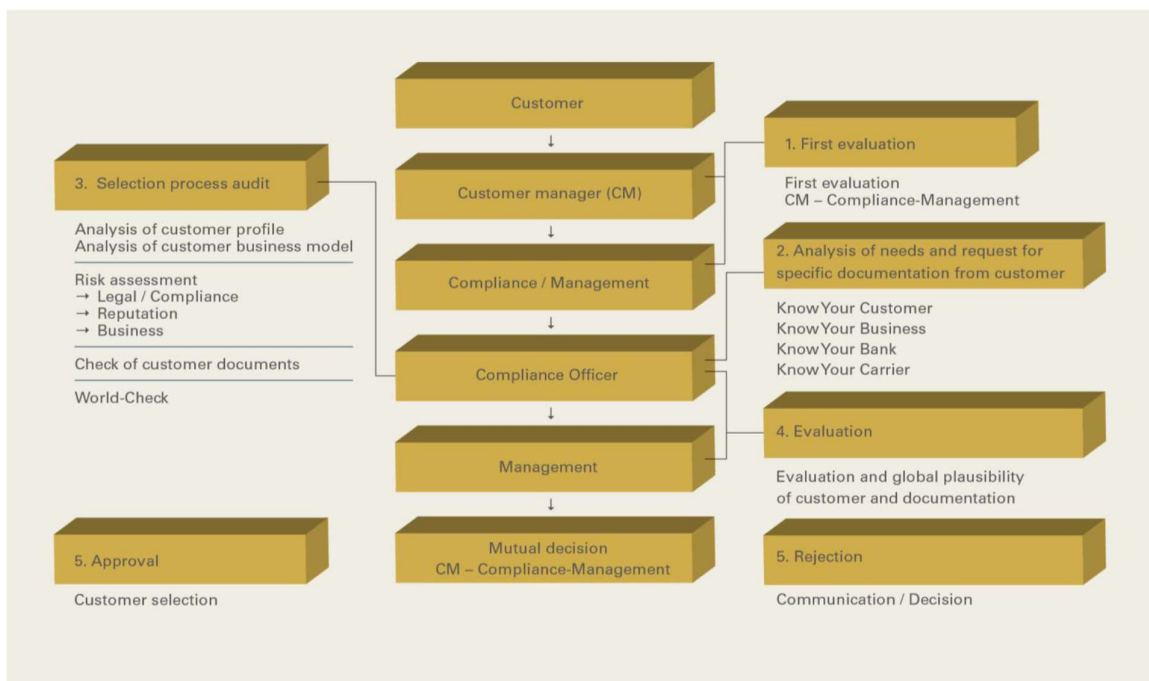 Customer
↓
Customer manager (CM)
↓
Compliance / Management
↓
Compliance Officer
↓
Management
↓
Mutual decision
CM – Compliance-Management
1. First evaluation
First evaluation
CM – Compliance-Management
2. Analysis of needs and request for
specific documentation from customer
Know Your Customer
Know Your Business
Know Your Bank
Know Your Carrier
3. Selection process audit
Analysis of customer profile
Analysis of customer business model
Risk assessment
→ Legal / Compliance
→ Reputation
→ Business
Check of customer documents
World-Check
4. Evaluation
Evaluation and global plausibility
of customer and documentation
5. Approval
Customer selection
5. Rejection
Communication / Decision